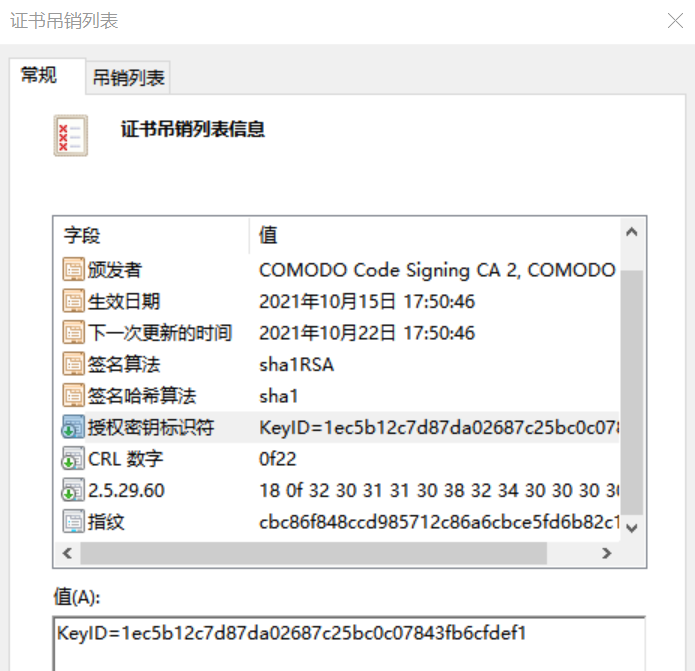 证书吊销列表
常规 吊销列表
证书吊销列表信息
字段 值
颁发者 COMODO Code Signing CA 2, COMODO
生效日期 2021年10月15日 17:50:46
下一次更新的时间 2021年10月22日 17:50:46
签名算法 sha1RSA
签名哈希算法 sha1
授权密钥标识符 KeyID=1ec5b12c7d87da02687c25bc0c078
CRL 数字 0f22
2.5.29.60 18 0f 32 30 31 31 30 38 32 34 30 30 30 30
指纹 cbc86f848ccd985712c86a6cbce5fd6b82c1
值(A):
KeyID=1ec5b12c7d87da02687c25bc0c07843fb6cfdef1